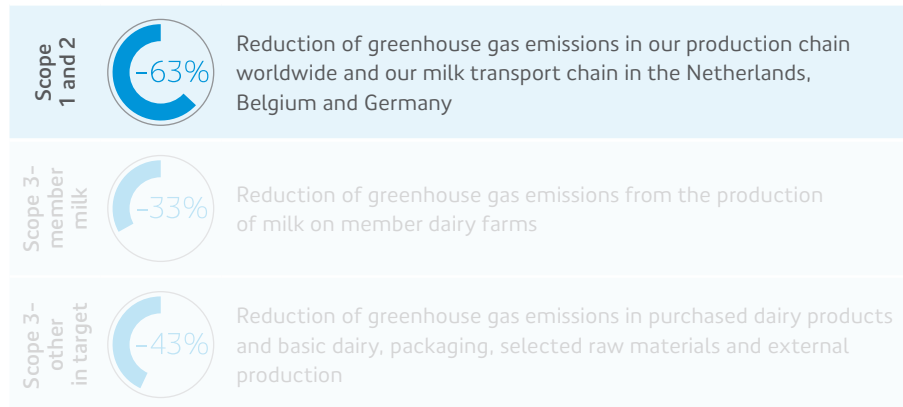 Scope
1 and 2
-63%
Reduction of greenhouse gas emissions in our production chain
worldwide and our milk transport chain in the Netherlands,
Belgium and Germany
Scope 3-
member
milk
-33%
Reduction of greenhouse gas emissions from the production
of milk on member dairy farms
Scope 3-
other
in target
-43%
Reduction of greenhouse gas emissions in purchased dairy products
and basic dairy, packaging, selected raw materials and external
production